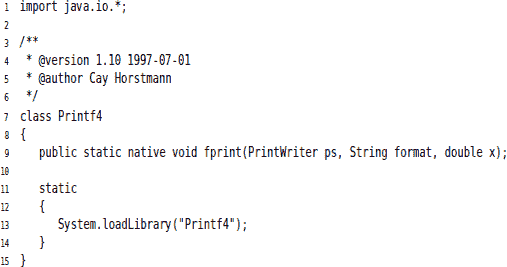 1 import java.io.*;
2
3 /**
4  * @version 1.10 1997-07-01
5  * @author Cay Horstmann
6  */
7 class Printf4
8 {
9    public static native void fprint(PrintWriter ps, String format, double x);
10
11    static
12    {
13       System.loadLibrary("Printf4");
14    }
15 }